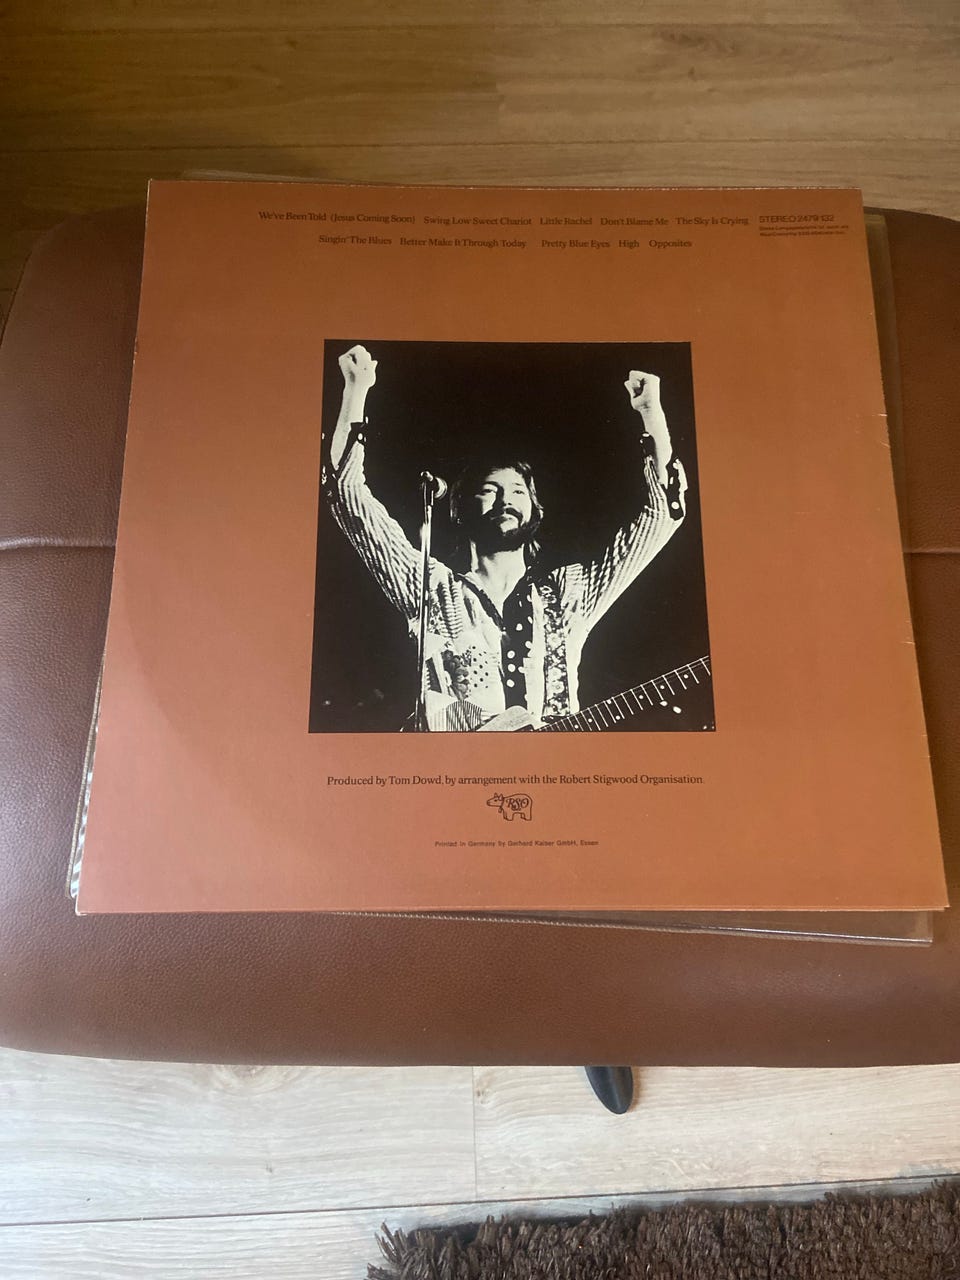 We've Been Told (Jesus Coming Soon) Swing Low Sweet Chariot Little Rachel Don't Blame Me The Sky Is Crying
STEREO 2479 132
Singin' The Blues Better Make It Through Today Pretty Blue Eyes High Opposites
Produced by Tom Dowd, by arrangement with the Robert Stigwood Organisation.
RSO
Printed in Germany by Gerhard Kaiser GmbH, Essen